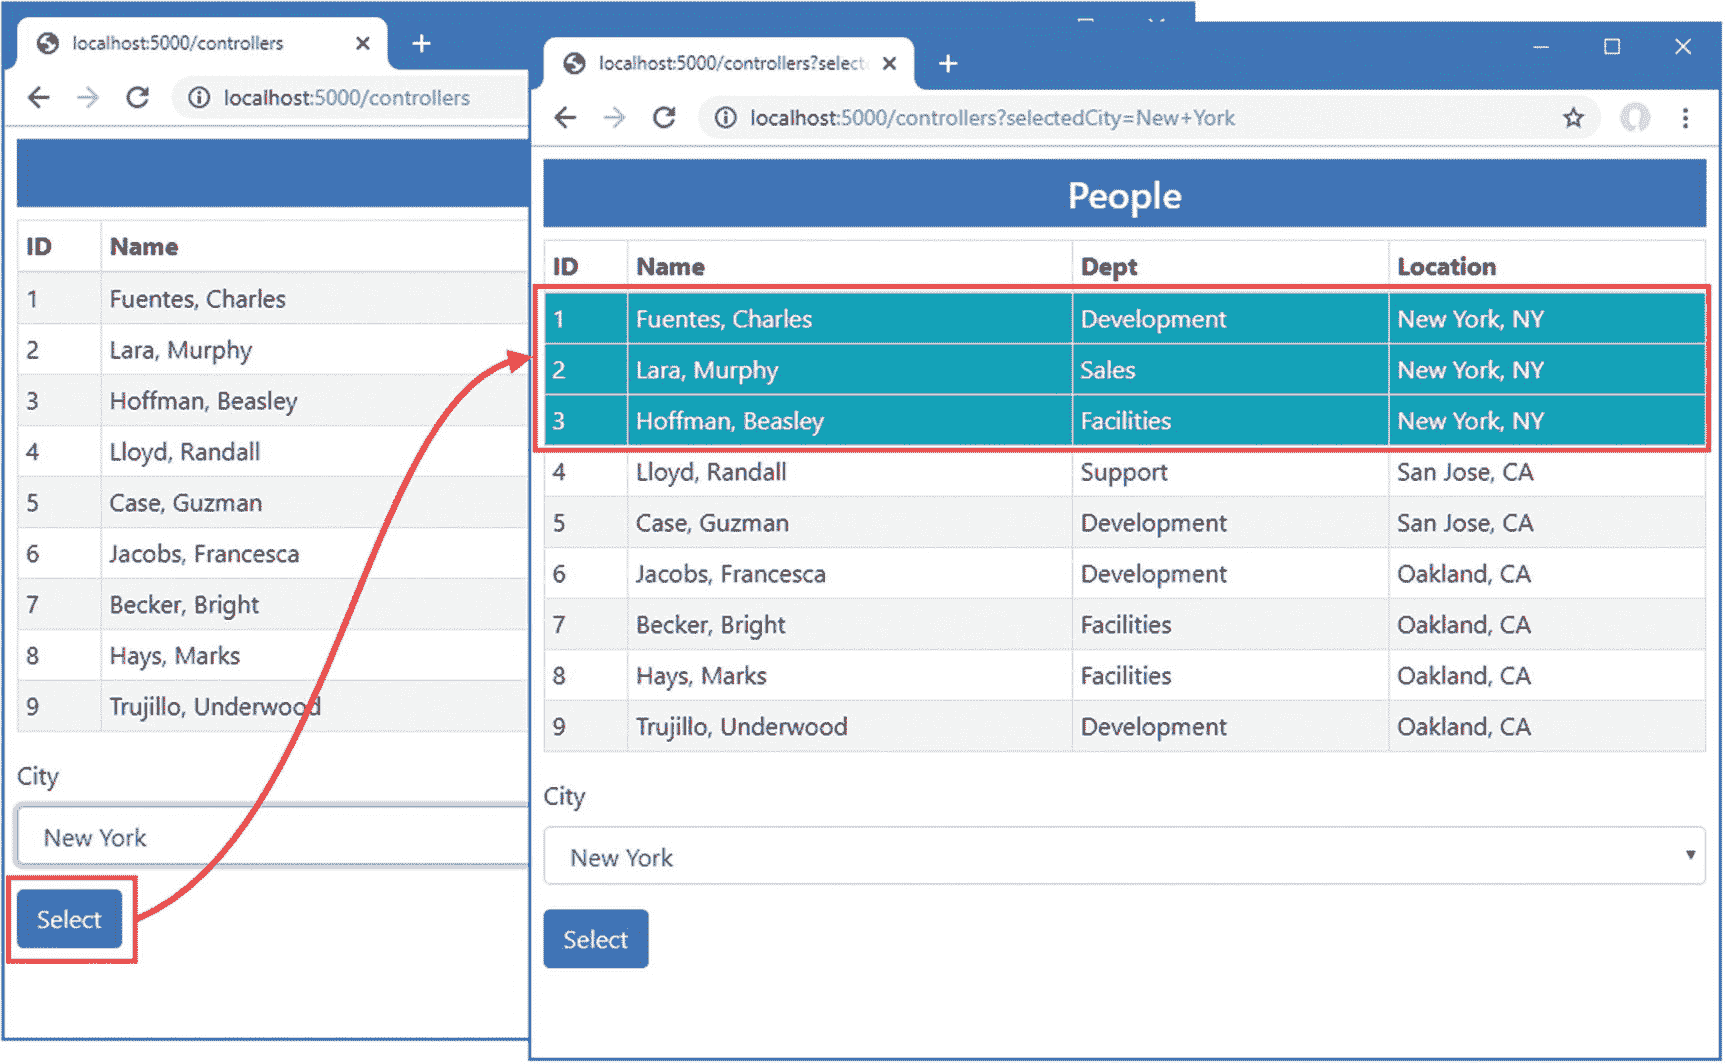 localhost:5000/controllers
localhost:5000/controllers
ID Name
1 Fuentes, Charles
2 Lara, Murphy
3 Hoffman, Beasley
4 Lloyd, Randall
5 Case, Guzman
6 Jacobs, Francesca
7 Becker, Bright
8 Hays, Marks
9 Trujillo, Underwood
City
New York
Select
localhost:5000/controllers?select
localhost:5000/controllers?selectedCity=New+York
People
ID Name Dept Location
1 Fuentes, Charles Development New York, NY
2 Lara, Murphy Sales New York, NY
3 Hoffman, Beasley Facilities New York, NY
4 Lloyd, Randall Support San Jose, CA
5 Case, Guzman Development San Jose, CA
6 Jacobs, Francesca Development Oakland, CA
7 Becker, Bright Facilities Oakland, CA
8 Hays, Marks Facilities Oakland, CA
9 Trujillo, Underwood Development Oakland, CA
City
New York
Select